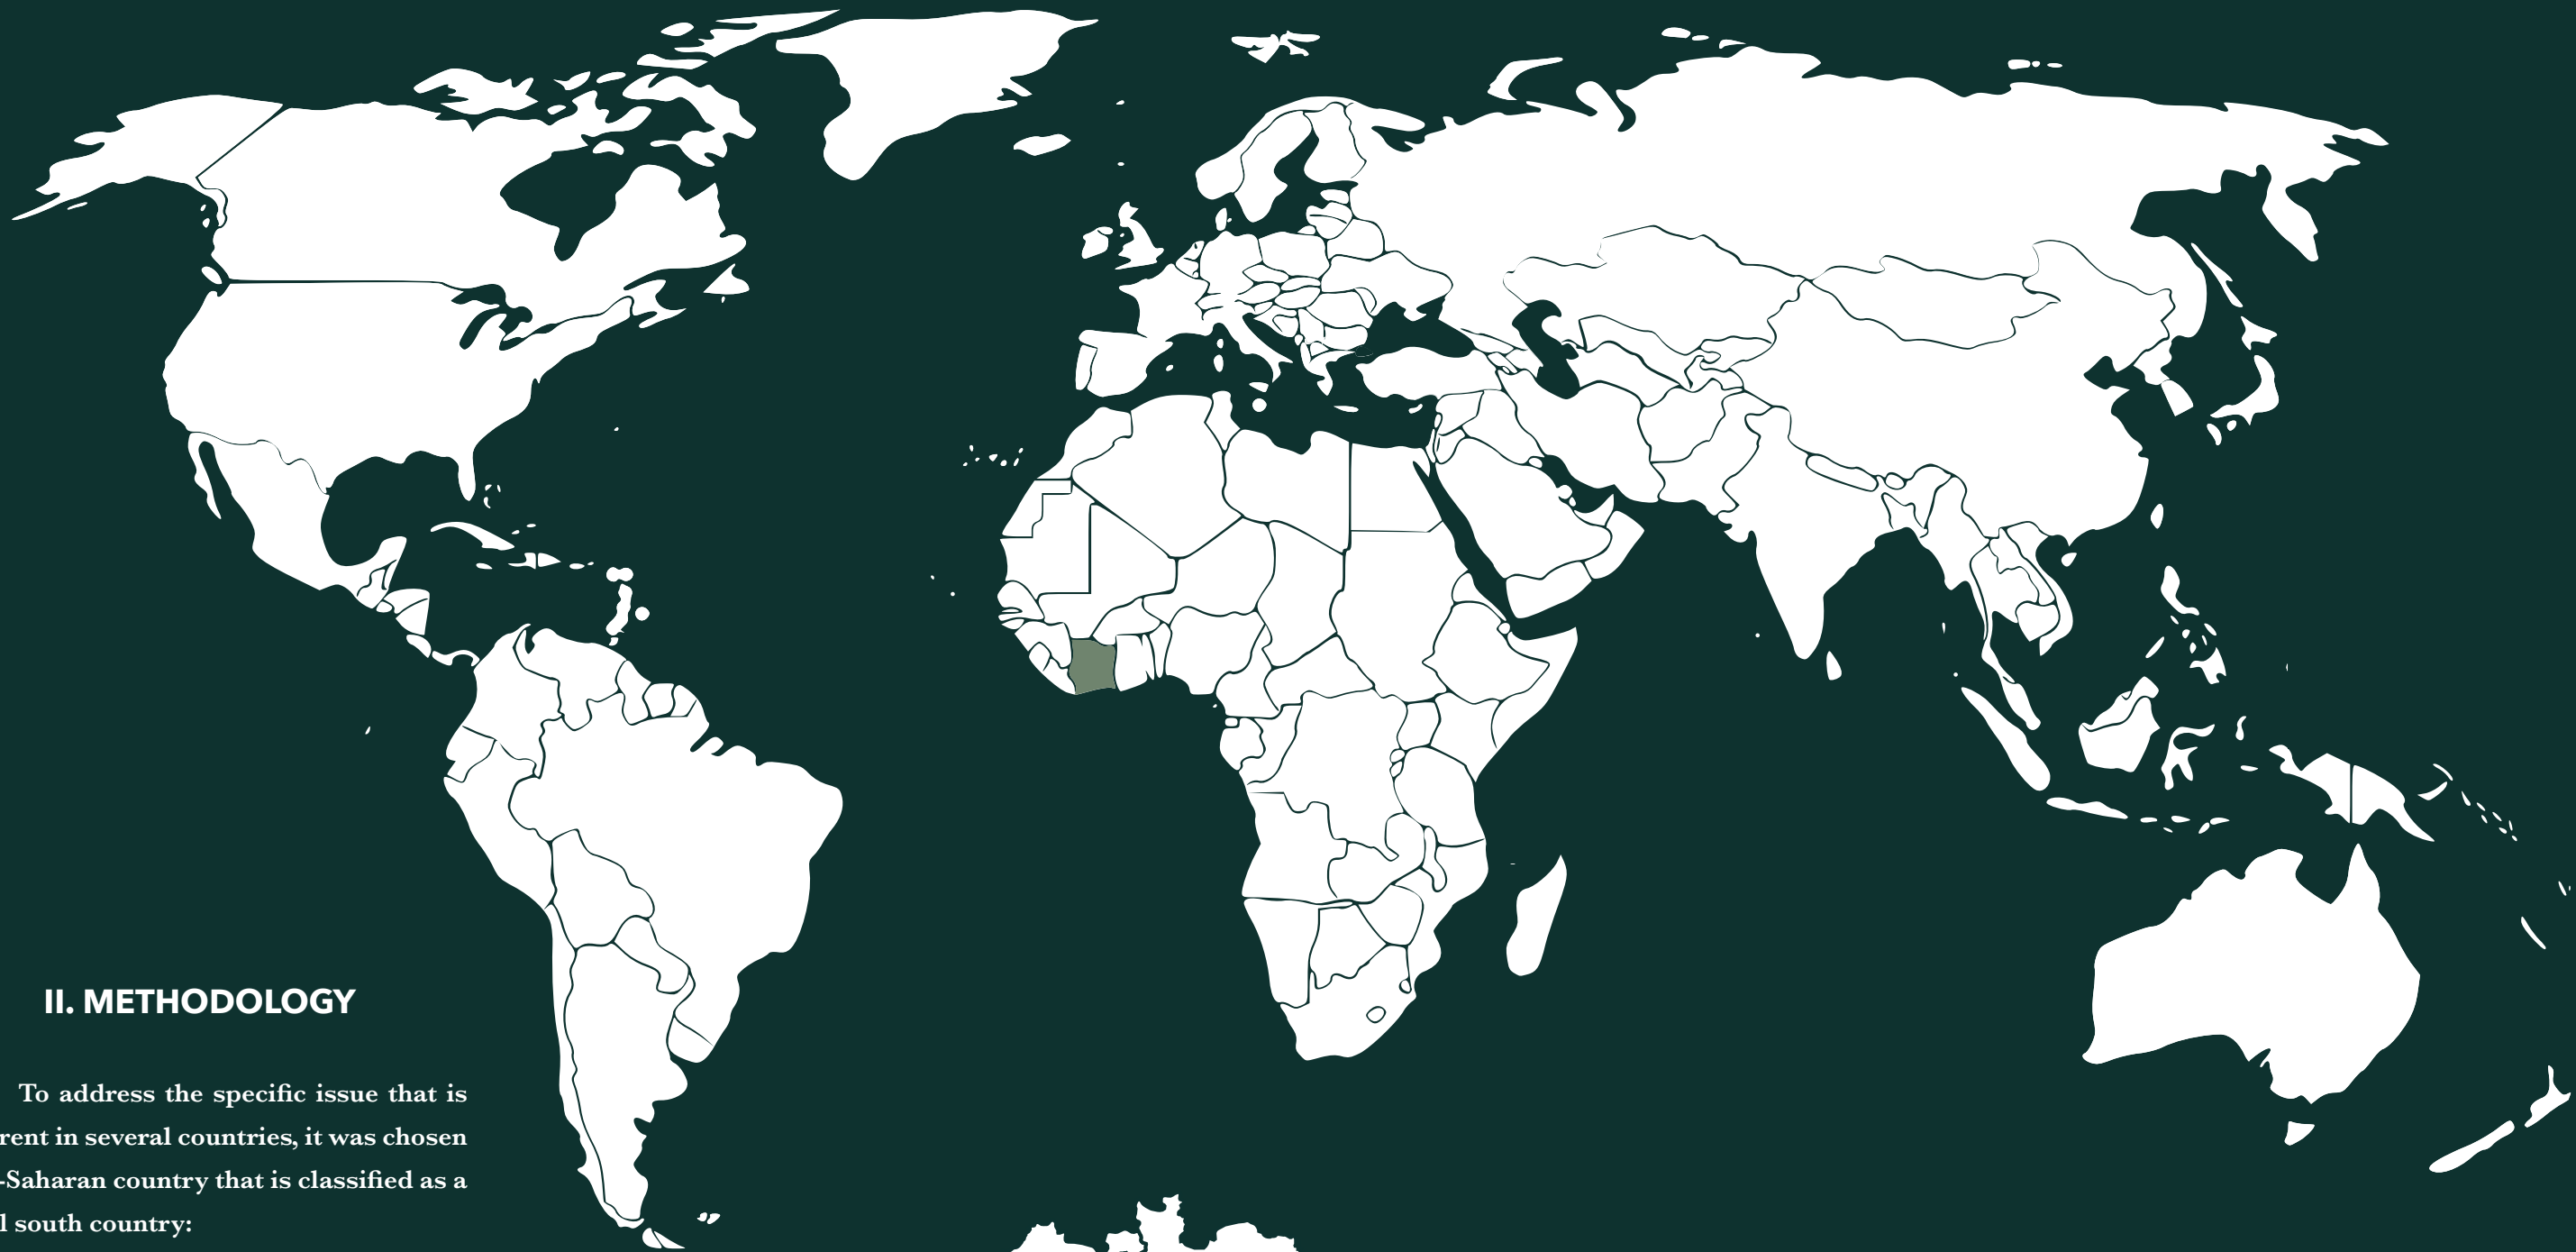 II. METHODOLOGY
To address the specific issue that is
rent in several countries, it was chosen
-Saharan country that is classified as a
l south country: